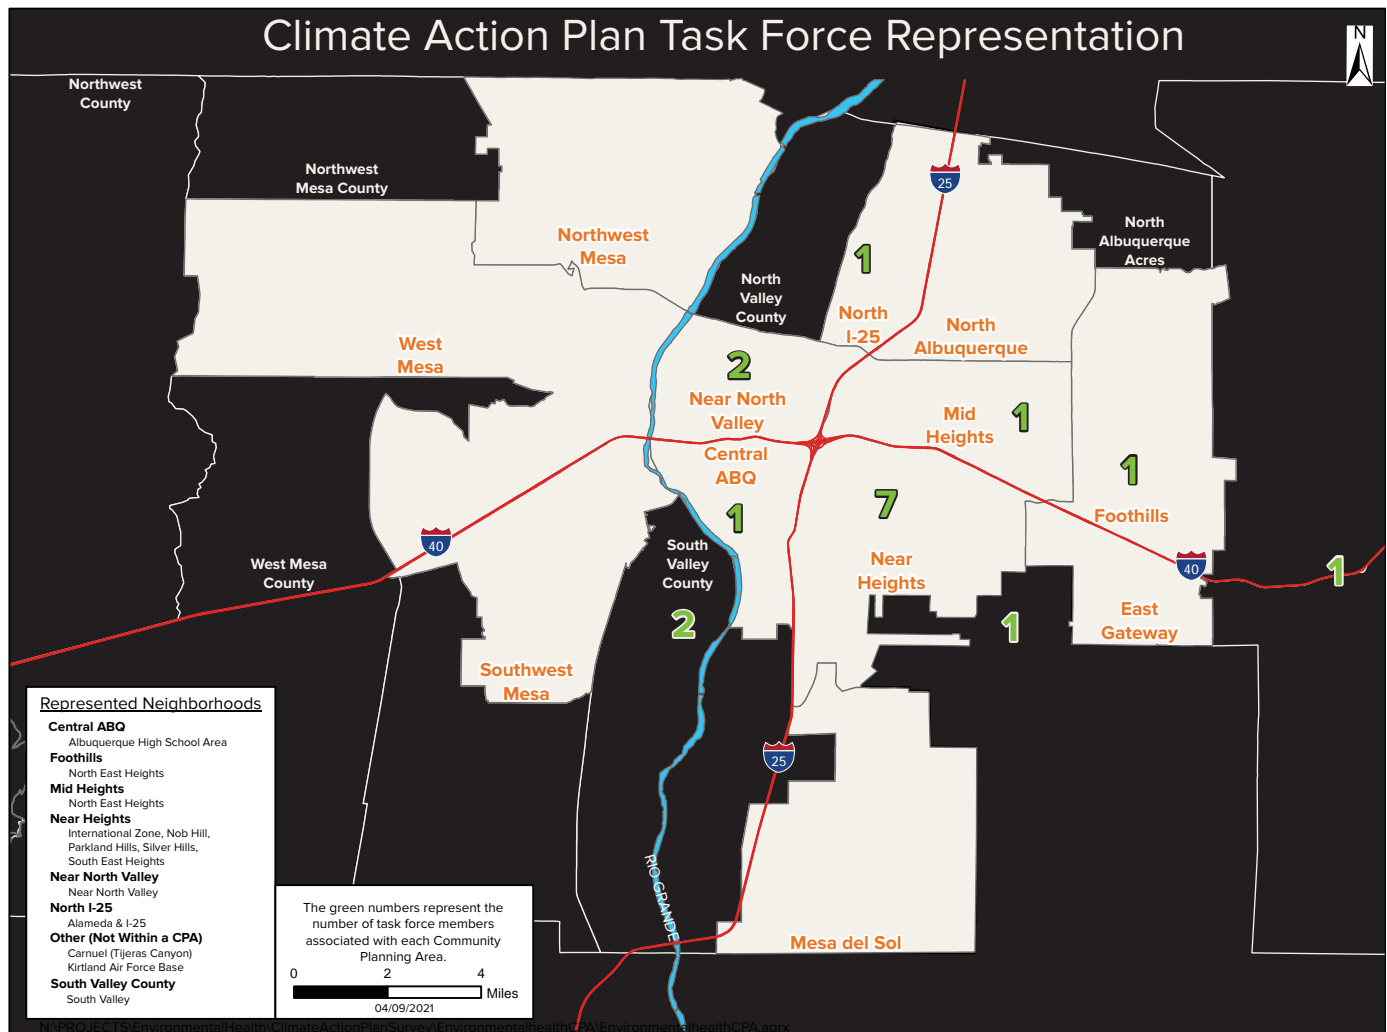 Climate Action Plan Task Force Representation
N
Northwest
County
Northwest
Mesa County
25
Northwest
Mesa
North
Albuquerque
Acres
1
North
Valley
County
North
I-25
North
Albuquerque
West
Mesa
2
Near North
Valley
Mid
Heights
1
Central
ABQ
1
1
7
Foothills
40
South
Valley
County
West Mesa
County
Near
Heights
40
1
2
1
East
Gateway
Southwest
Mesa
25
RIO GRANDE
Mesa del Sol
Represented Neighborhoods
Central ABQ
Albuquerque High School Area
Foothills
North East Heights
Mid Heights
North East Heights
Near Heights
International Zone, Nob Hill,
Parkland Hills, Silver Hills,
South East Heights
Near North Valley
Near North Valley
North I-25
Alameda & I-25
Other (Not Within a CPA)
Carnuel (Tijeras Canyon)
Kirtland Air Force Base
South Valley County
South Valley
The green numbers represent the
number of task force members
associated with each Community
Planning Area.
0 2 4
Miles
04/09/2021
N:\PROJECTS\EnvironmentalHealth\ClimateActionPlanSurvey\EnvironmentalhealthCPA\EnvironmentalhealthCPA.aprx